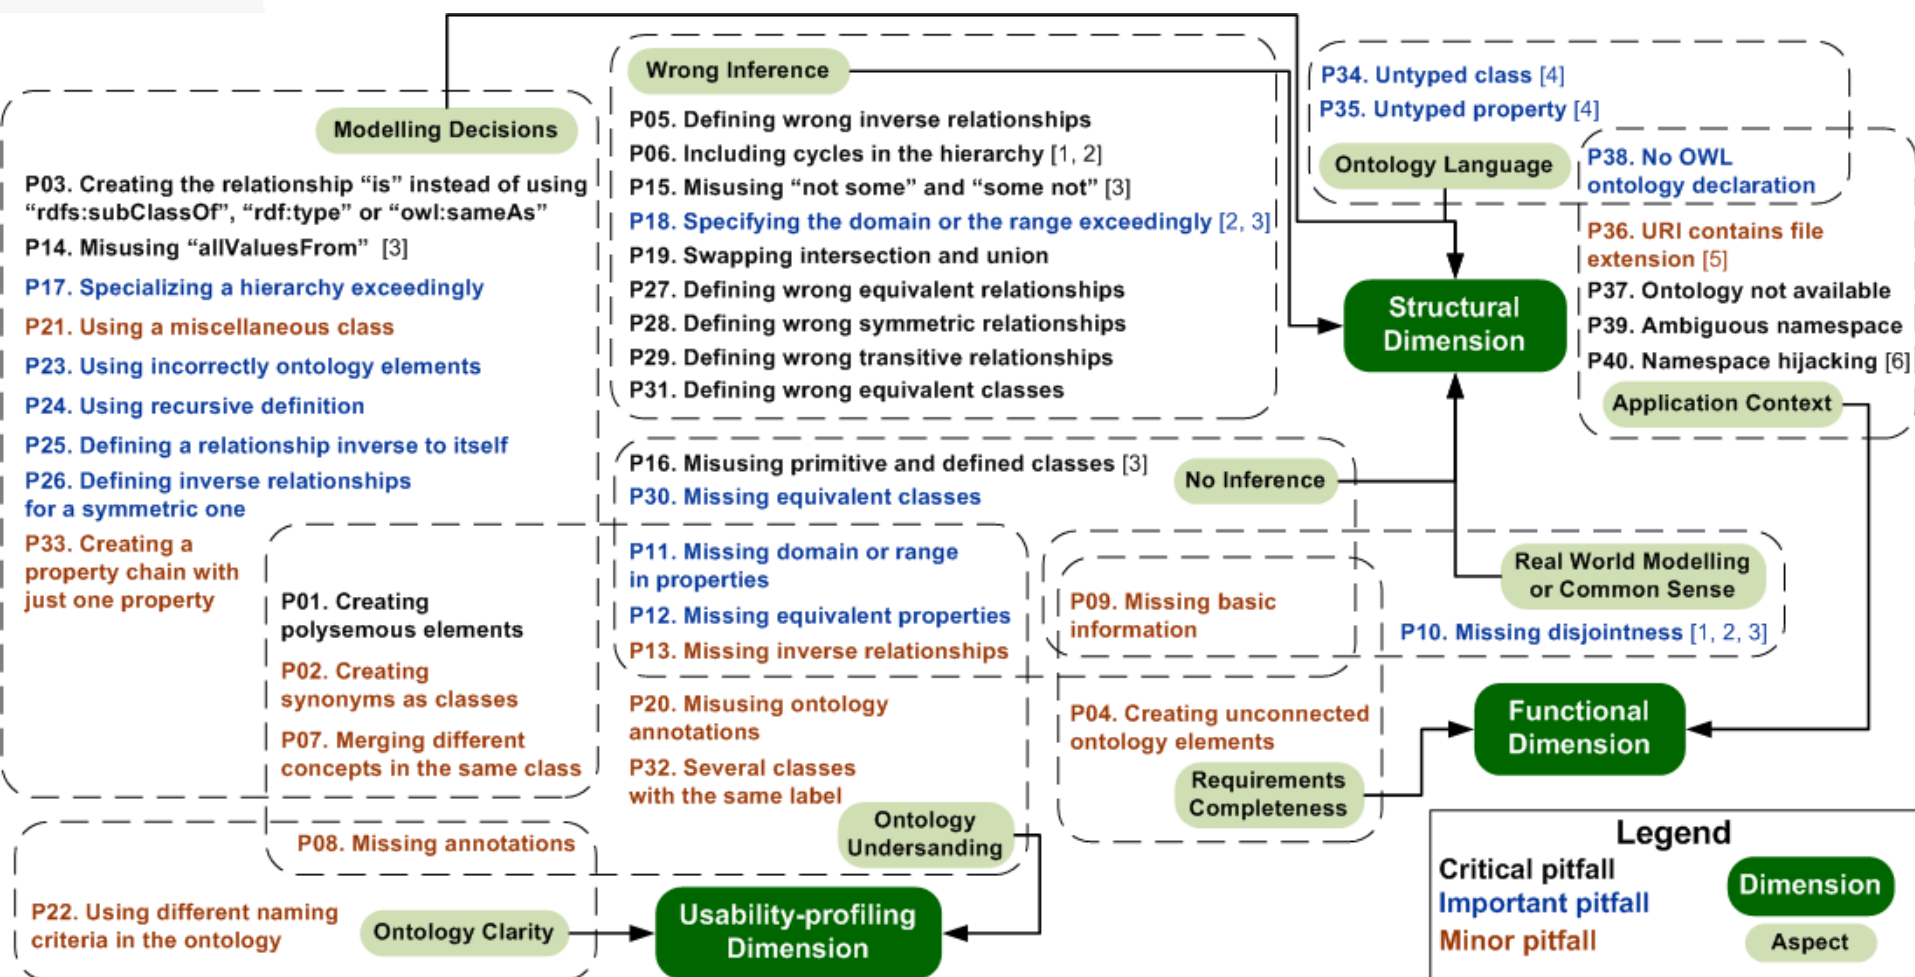 Modelling Decisions
P03. Creating the relationship “is” instead of using
“rdfs:subClassOf”, “rdf:type” or “owl:sameAs”
P14. Misusing “allValuesFrom” [3]
P17. Specializing a hierarchy exceedingly
P21. Using a miscellaneous class
P23. Using incorrectly ontology elements
P24. Using recursive definition
P25. Defining a relationship inverse to itself
P26. Defining inverse relationships
for a symmetric one
P33. Creating a
property chain with
just one property
P01. Creating
polysemous elements
P02. Creating
synonyms as classes
P07. Merging different
concepts in the same class
P08. Missing annotations
P22. Using different naming
criteria in the ontology
Ontology Clarity
Wrong Inference
P05. Defining wrong inverse relationships
P06. Including cycles in the hierarchy [1, 2]
P15. Misusing “not some” and “some not” [3]
P18. Specifying the domain or the range exceedingly [2, 3]
P19. Swapping intersection and union
P27. Defining wrong equivalent relationships
P28. Defining wrong symmetric relationships
P29. Defining wrong transitive relationships
P31. Defining wrong equivalent classes
P16. Misusing primitive and defined classes [3]
P30. Missing equivalent classes
No Inference
P11. Missing domain or range
in properties
P12. Missing equivalent properties
P13. Missing inverse relationships
P20. Misusing ontology
annotations
P32. Several classes
with the same label
Ontology
Undersanding
Usability-profiling
Dimension
P34. Untyped class [4]
P35. Untyped property [4]
Ontology Language
P38. No OWL
ontology declaration
P36. URI contains file
extension [5]
P37. Ontology not available
P39. Ambiguous namespace
P40. Namespace hijacking [6]
Application Context
Structural
Dimension
Real World Modelling
or Common Sense
P09. Missing basic
information
P10. Missing disjointness [1, 2, 3]
P04. Creating unconnected
ontology elements
Requirements
Completeness
Functional
Dimension
Legend
Critical pitfall
Important pitfall
Minor pitfall
Dimension
Aspect